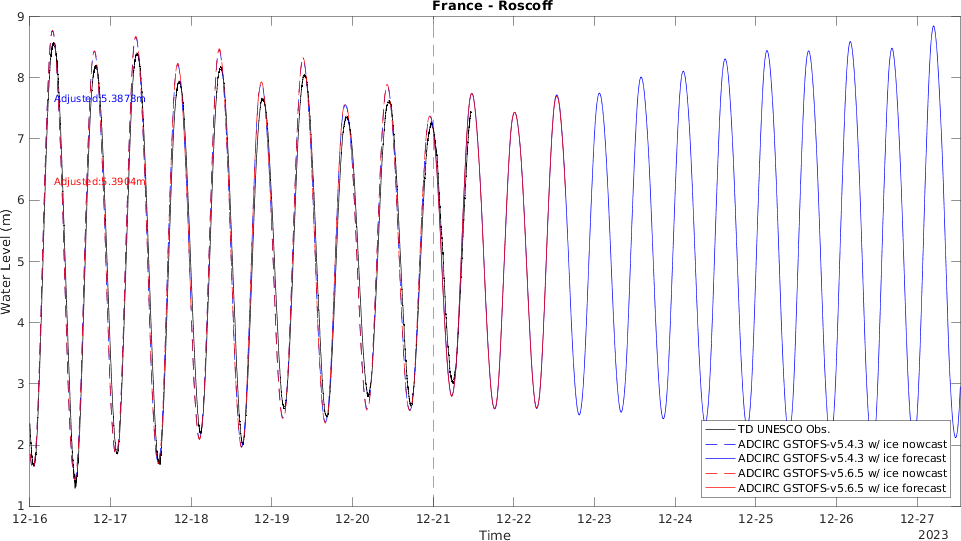 France - Roscoff
9
8
7
6
5
4
3
2
1
Water Level (m)
Adjusted:5.3878m
Adjusted:5.3904m
TD UNESCO Obs.
ADCIRC GSTOFS-v5.4.3 w/ ice nowcast
ADCIRC GSTOFS-v5.4.3 w/ ice forecast
ADCIRC GSTOFS-v5.6.5 w/ ice nowcast
ADCIRC GSTOFS-v5.6.5 w/ ice forecast
12-16 12-17 12-18 12-19 12-20 12-21 12-22 12-23 12-24 12-25 12-26 12-27
Time
2023